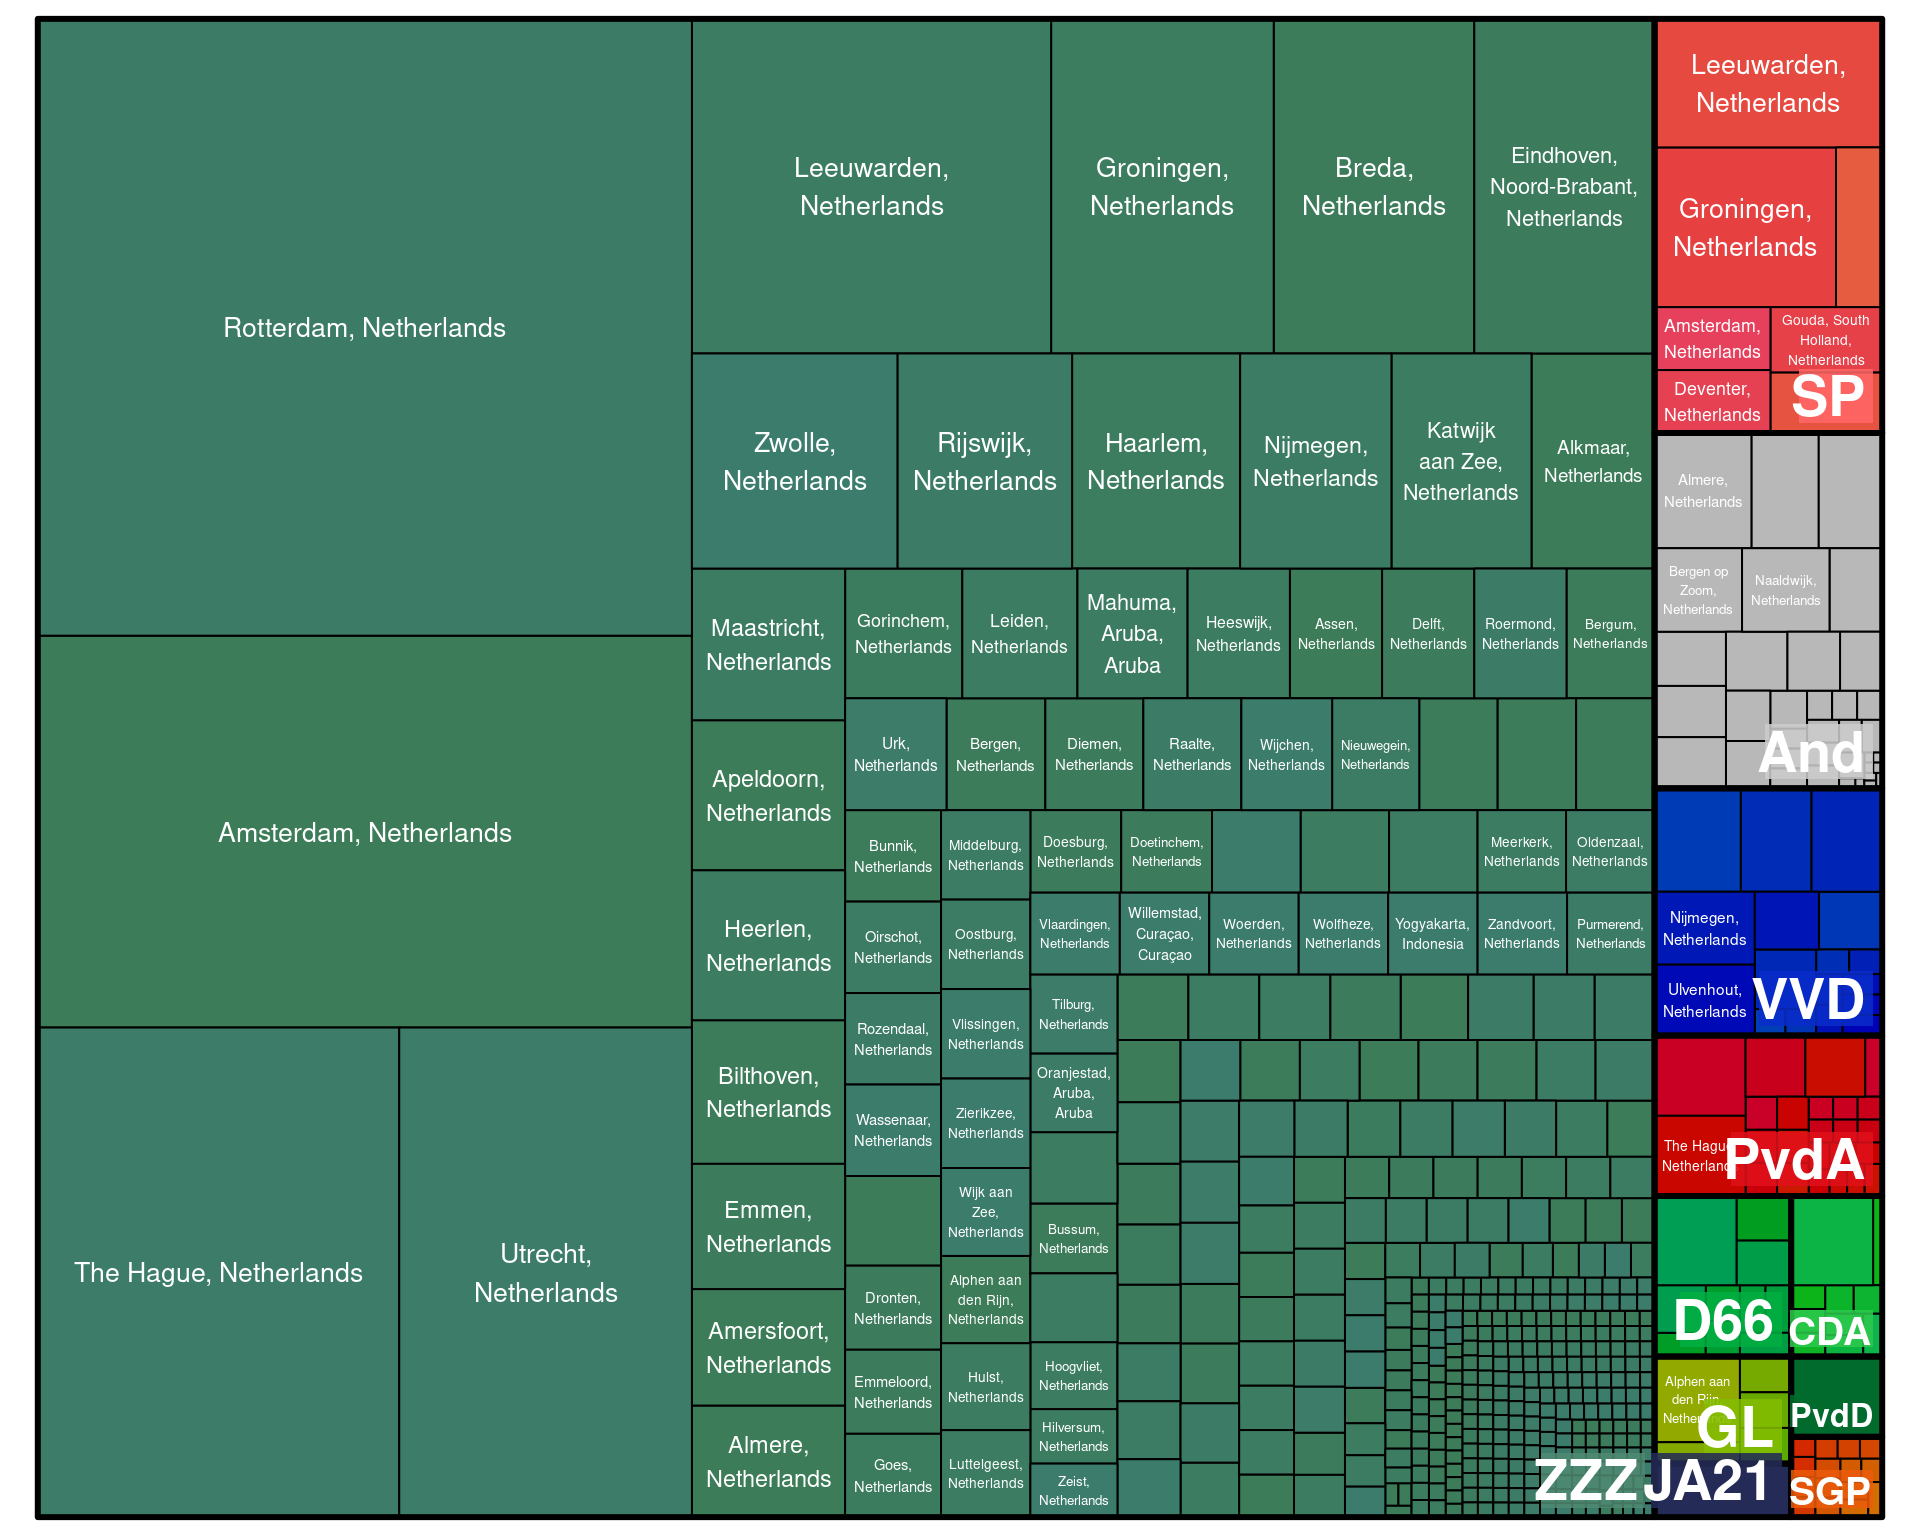 Rotterdam, Netherlands
Amsterdam, Netherlands
The Hague, Netherlands
Utrecht,
Netherlands
Leeuwarden,
Netherlands
Groningen,
Netherlands
Breda,
Netherlands
Eindhoven,
Noord-Brabant,
Netherlands
Zwolle,
Netherlands
Rijswijk,
Netherlands
Haarlem,
Netherlands
Nijmegen,
Netherlands
Katwijk
aan Zee,
Netherlands
Alkmaar,
Netherlands
Maastricht,
Netherlands
Apeldoorn,
Netherlands
Heerlen,
Netherlands
Bilthoven,
Netherlands
Emmen,
Netherlands
Amersfoort,
Netherlands
Almere,
Netherlands
Gorinchem,
Netherlands
Leiden,
Netherlands
Mahuma,
Aruba,
Aruba
Heeswijk,
Netherlands
Assen,
Netherlands
Delft,
Netherlands
Roermond,
Netherlands
Bergum,
Netherlands
Urk,
Netherlands
Bergen,
Netherlands
Diemen,
Netherlands
Raalte,
Netherlands
Wijchen,
Netherlands
Nieuwegein,
Netherlands
Bunnik,
Netherlands
Oirschot,
Netherlands
Rozendaal,
Netherlands
Wassenaar,
Netherlands
Dronten,
Netherlands
Emmeloord,
Netherlands
Goes,
Netherlands
Middelburg,
Netherlands
Oostburg,
Netherlands
Vlissingen,
Netherlands
Zierikzee,
Netherlands
Wijk aan
Zee,
Netherlands
Alphen aan
den Rijn,
Netherlands
Hulst,
Netherlands
Luttelgeest,
Netherlands
Doesburg,
Netherlands
Doetinchem,
Netherlands
Meerkerk,
Netherlands
Oldenzaal,
Netherlands
Vlaardingen,
Netherlands
Willemstad,
Curaçao,
Curaçao
Woerden,
Netherlands
Wolfheze,
Netherlands
Yogyakarta,
Indonesia
Zandvoort,
Netherlands
Purmerend,
Netherlands
Tilburg,
Netherlands
Oranjestad,
Aruba,
Aruba
Bussum,
Netherlands
Hoogvliet,
Netherlands
Hilversum,
Netherlands
Zeist,
Netherlands
ZZZ
Leeuwarden,
Netherlands
Groningen,
Netherlands
Amsterdam,
Netherlands
Gouda, South
Holland,
Netherlands
Deventer,
Netherlands
SP
Almere,
Netherlands
Bergen op
Zoom,
Netherlands
Naaldwijk,
Netherlands
And
Nijmegen,
Netherlands
Ulvenhout,
Netherlands
VVD
The Hague,
Netherlands
PvdA
D66
CDA
Alphen aan
den Rijn,
Netherlands
GL
PvdD
JA21
SGP